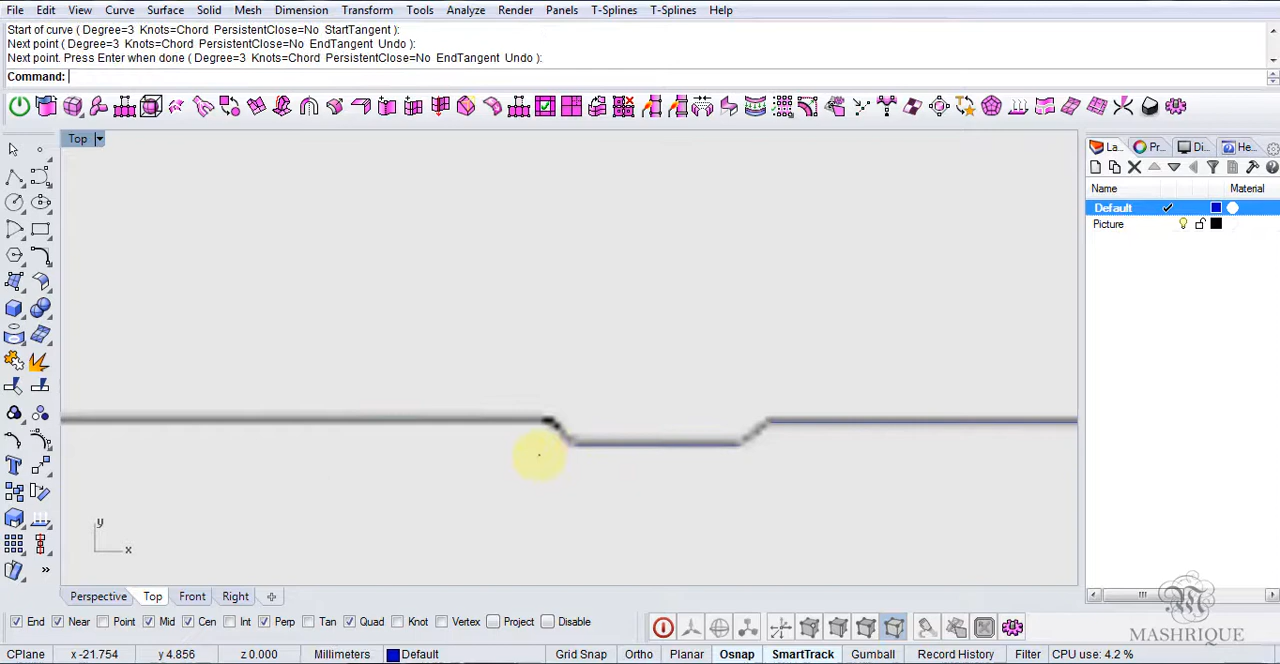 File Edit View Curve Surface Solid Mesh Dimension Transform Tools Analyze Render Panels T-Splines T-Splines Help
Start of curve ( Degree=3 Knots=Chord PersistentClose=No StartTangent ):
Next point ( Degree=3 Knots=Chord PersistentClose=No EndTangent Undo ):
Next point. Press Enter when done ( Degree=3 Knots=Chord PersistentClose=No EndTangent Undo ):
Command:
Top
La... Pr... Di... He...
Name Material
Default
Picture
y
x
Perspective Top Front Right
End Near Point Mid Cen Int Perp Tan Quad Knot Vertex Project Disable
MASHRIQUE
CPlane x -21.754 y 4.856 z 0.000 Millimeters Default Grid Snap Ortho Planar Osnap SmartTrack Gumball Record History Filter CPU use: 4.2 %